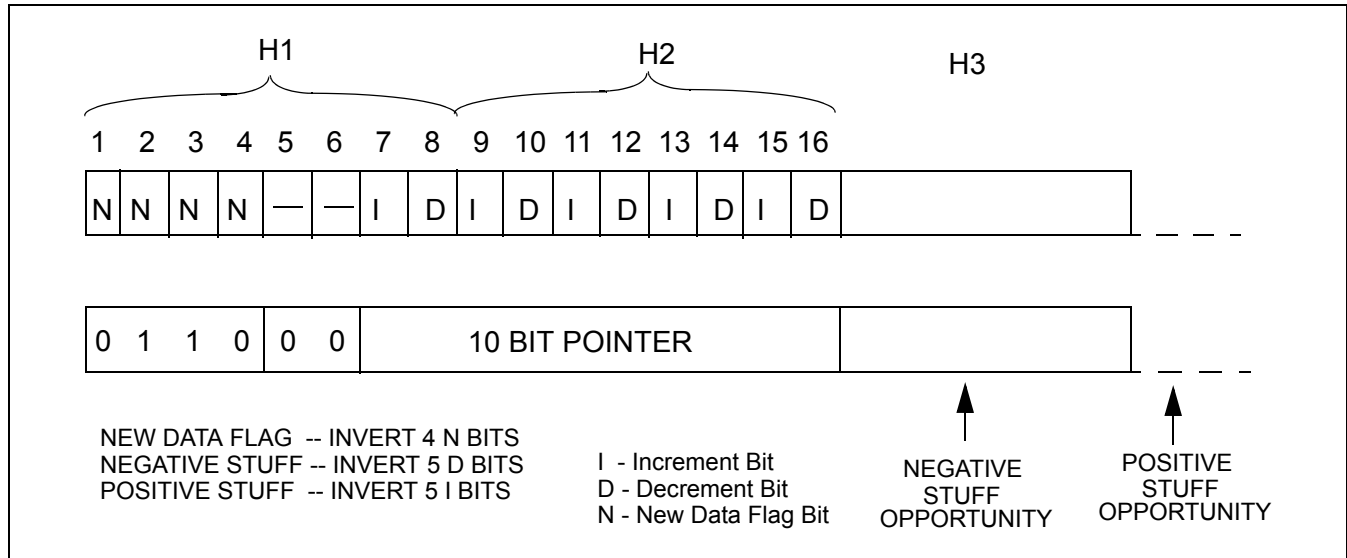 H1 H2 H3
1 2 3 4 5 6 7 8 9 10 11 12 13 14 15 16
N N N N — — I D I D I D I D I D
0 1 1 0 0 0 10 BIT POINTER
NEW DATA FLAG -- INVERT 4 N BITS
NEGATIVE STUFF -- INVERT 5 D BITS
POSITIVE STUFF -- INVERT 5 I BITS
I - Increment Bit
D - Decrement Bit
N - New Data Flag Bit
NEGATIVE
STUFF
OPPORTUNITY
POSITIVE
STUFF
OPPORTUNITY